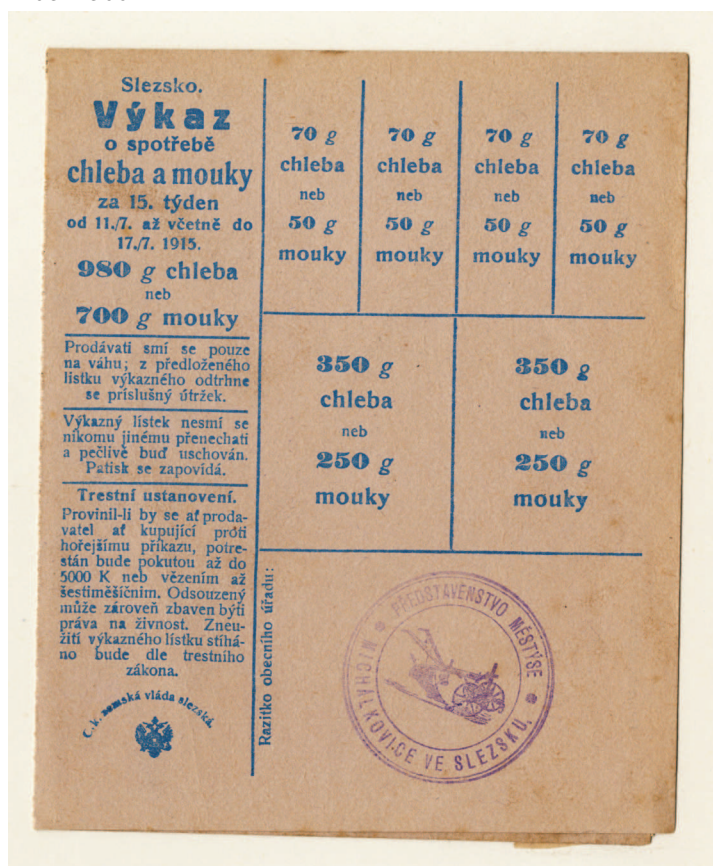 Slezsko.
Výkaz
o spotřebě
chleba a mouky
za 15. týden
od 11./7. až včetně do
17./7. 1915.
980 g chleba
neb
700 g mouky
Prodávati smí se pouze
na váhu; z předloženého
lístku výkazného odtrhne
se príslušný útržek.
Výkazný lístek nesmí se
nikomu jinému přenechati
a pečlivě buď uschován.
Patisk se zapovídá.
Trestní ustanovení.
Provinil-li by se ať proda-
vatel ať kupující proti
hořejšímu příkazu, potre-
stán bude pokutou až do
5000 K neb vězením až
šestiměšíčním. Odsouzený
může zároveň zbaven býti
práva na živnost. Zneu-
žití výkazného lístku stíhá-
no bude dle trestního
zákona.
C. k. zemská vláda slezská.
70 g
chleba
neb
50 g
mouky
70 g
chleba
neb
50 g
mouky
70 g
chleba
neb
50 g
mouky
70 g
chleba
neb
50 g
mouky
350 g
chleba
neb
250 g
mouky
350 g
chleba
neb
250 g
mouky
Razítko obecního úřadu:
PŘEDSTAVENSTVO MĚSTYSE
MICHALKOVICE VE SLEZSKU.